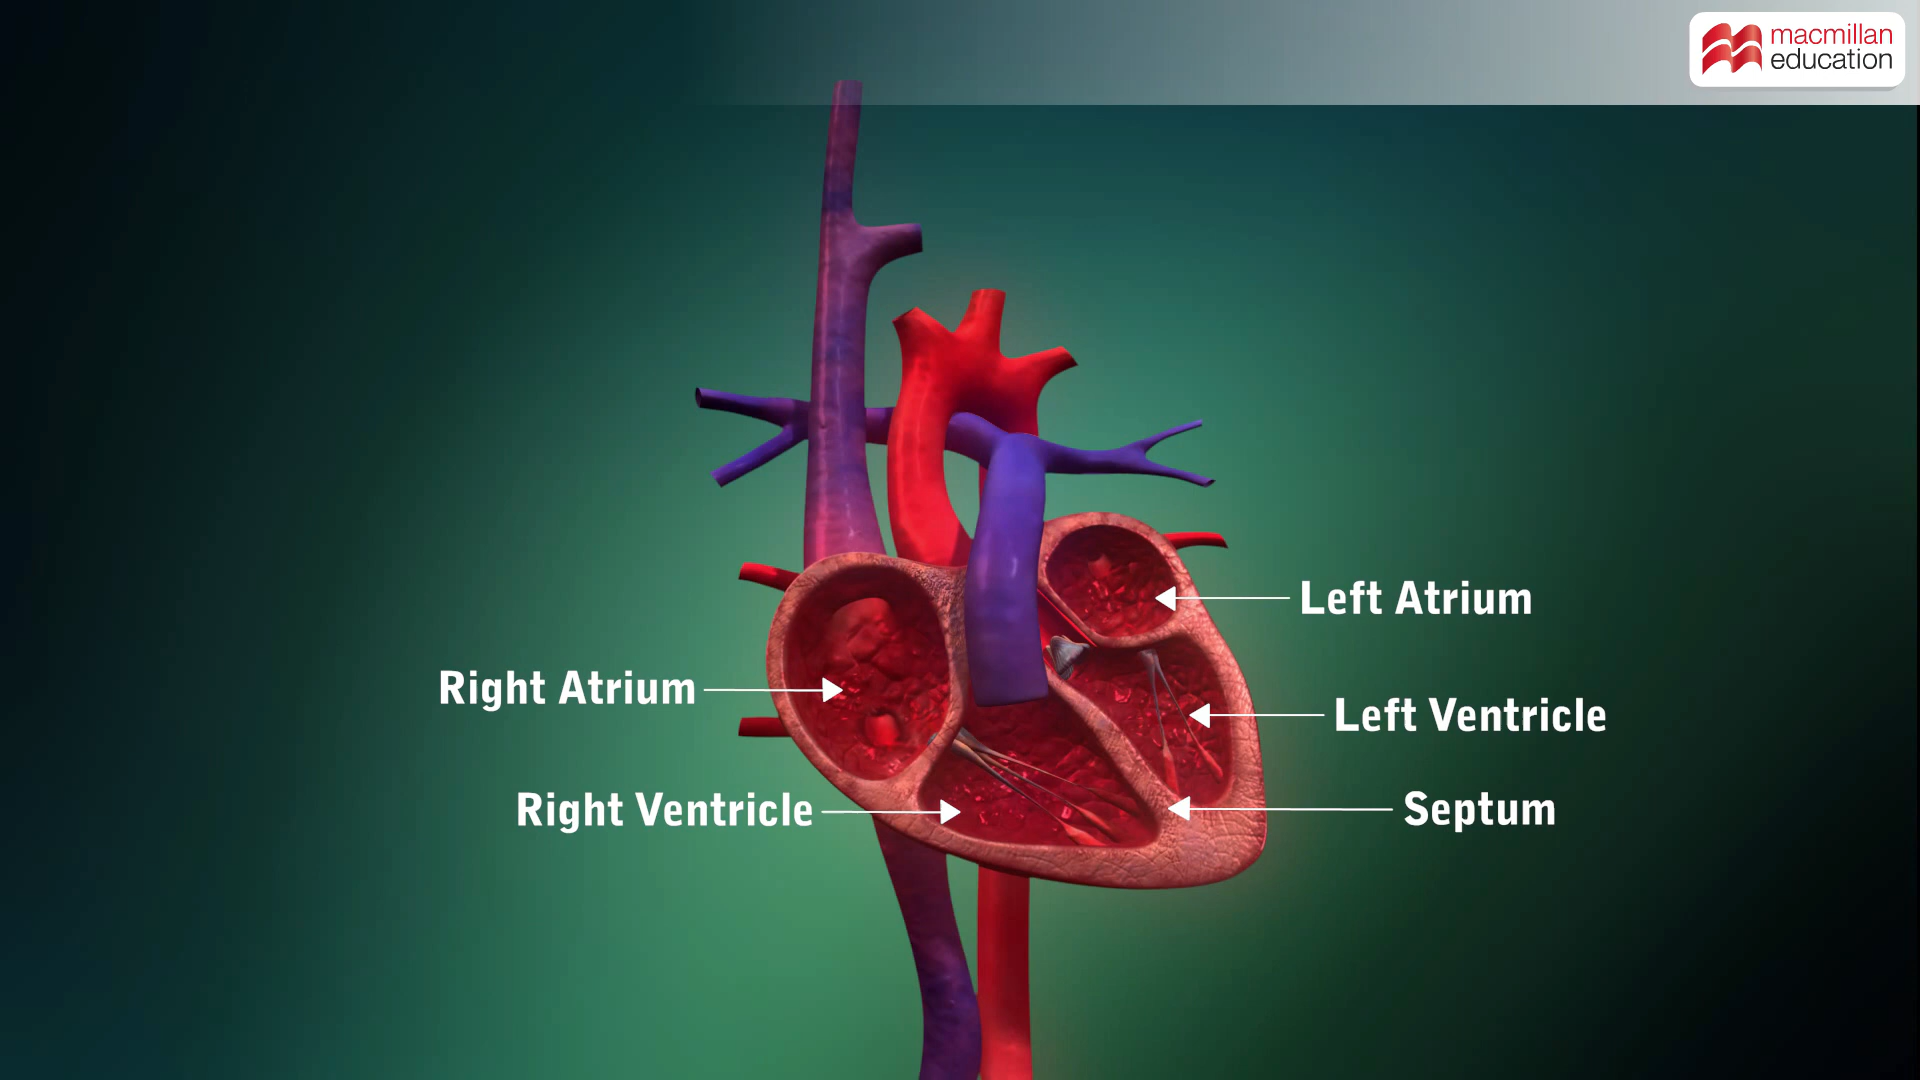 macmillan
education
Left Atrium
Right Atrium
Left Ventricle
Right Ventricle
Septum